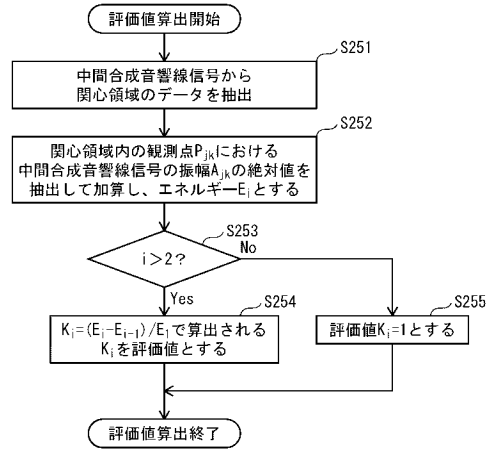 評価値算出開始
S251
中間合成音響線信号から
関心領域のデータを抽出
S252
関心領域内の観測点Pjkにおける
中間合成音響線信号の振幅Ajkの絶対値を
抽出して加算し、エネルギーEiとする
S253
i>2?
No
Yes
S254
Ki=(Ei-Ei-1)/E1で算出される
Kiを評価値とする
S255
評価値Ki=1とする
評価値算出終了